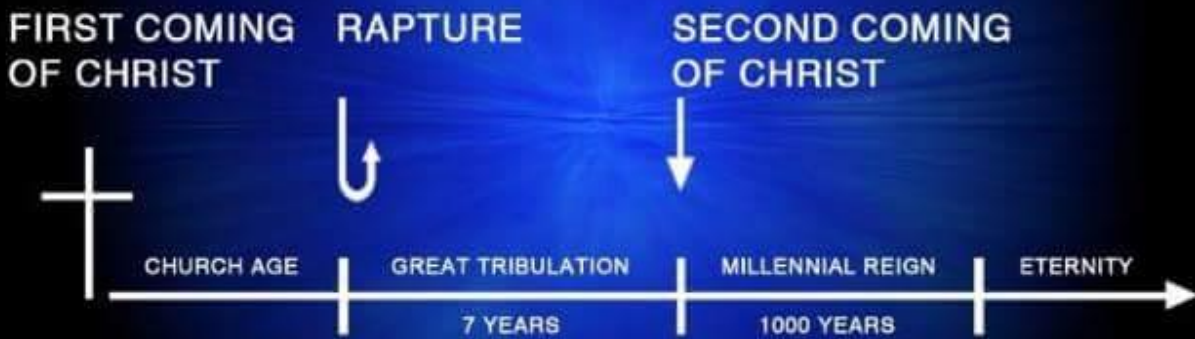 FIRST COMING
OF CHRIST
RAPTURE
SECOND COMING
OF CHRIST
CHURCH AGE
GREAT TRIBULATION
MILLENNIAL REIGN
ETERNITY
7 YEARS
1000 YEARS